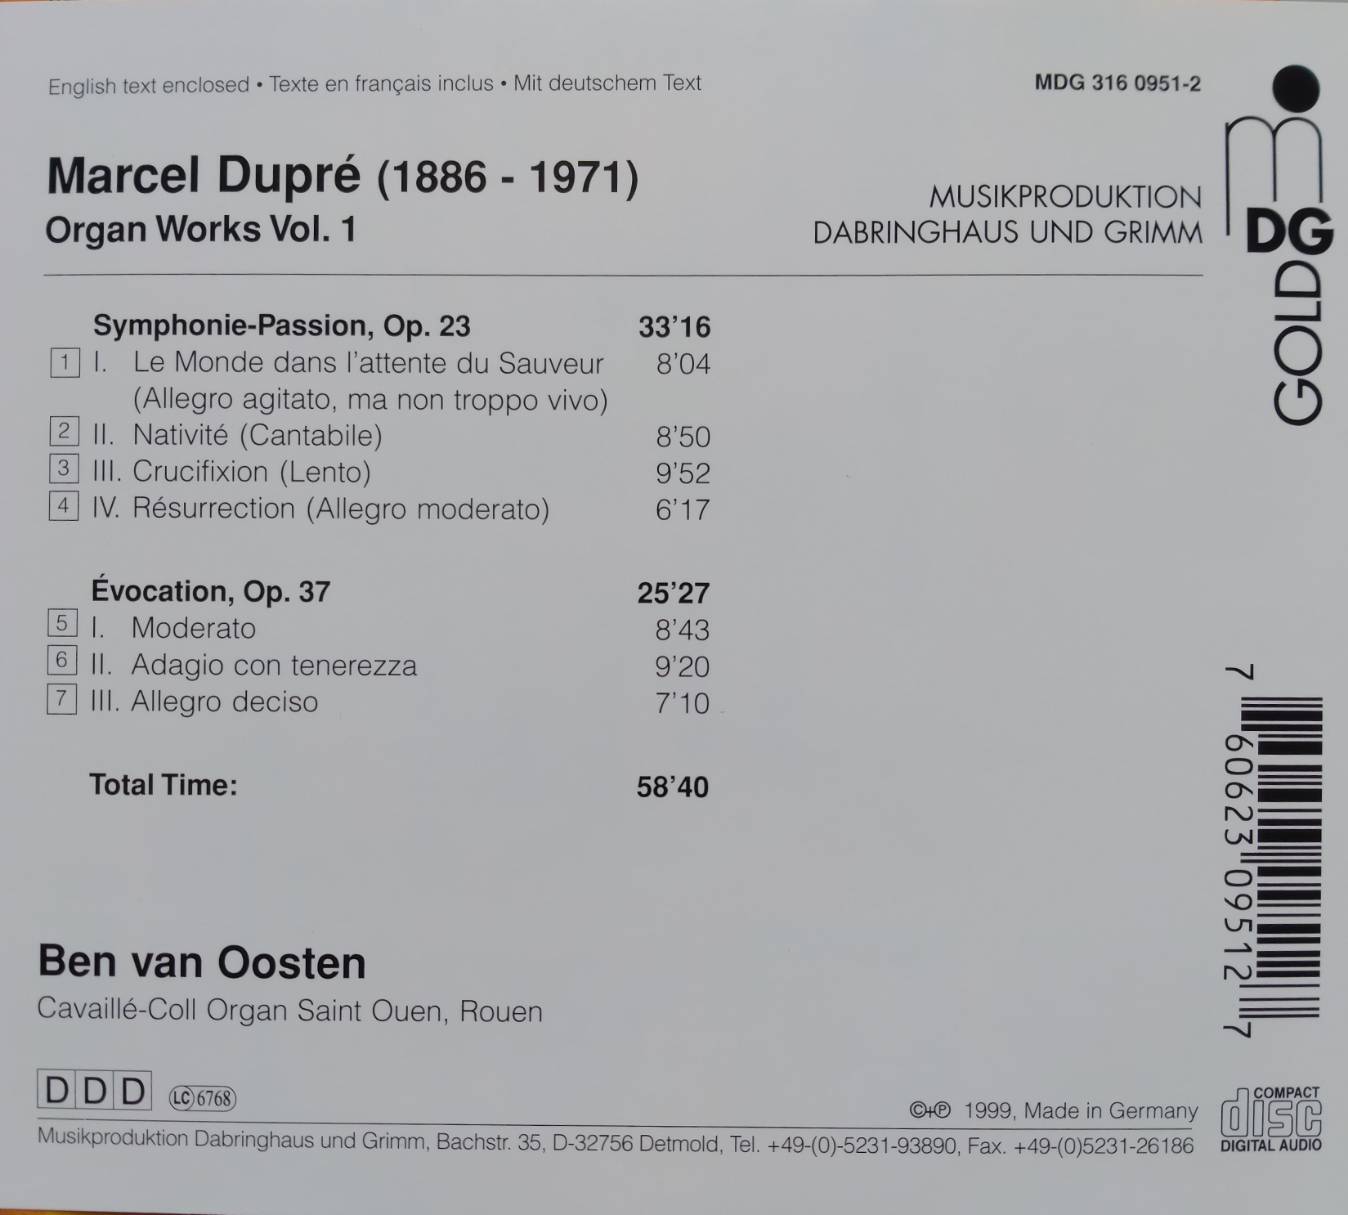 English text enclosed • Texte en français inclus • Mit deutschem Text
MDG 316 0951-2
Marcel Dupré (1886 - 1971)
Organ Works Vol. 1
MUSIKPRODUKTION
DABRINGHAUS UND GRIMM
DG
GOLD
Symphonie-Passion, Op. 23 33'16
1 I. Le Monde dans l'attente du Sauveur 8'04
(Allegro agitato, ma non troppo vivo)
2 II. Nativité (Cantabile) 8'50
3 III. Crucifixion (Lento) 9'52
4 IV. Résurrection (Allegro moderato) 6'17
Évocation, Op. 37 25'27
5 I. Moderato 8'43
6 II. Adagio con tenerezza 9'20
7 III. Allegro deciso 7'10
Total Time: 58'40
7 60623 09512 7
Ben van Oosten
Cavaillé-Coll Organ Saint Ouen, Rouen
DDD LC 6768
©+℗ 1999, Made in Germany
Musikproduktion Dabringhaus und Grimm, Bachstr. 35, D-32756 Detmold, Tel. +49-(0)-5231-93890, Fax. +49-(0)5231-26186
COMPACT
disc
DIGITAL AUDIO